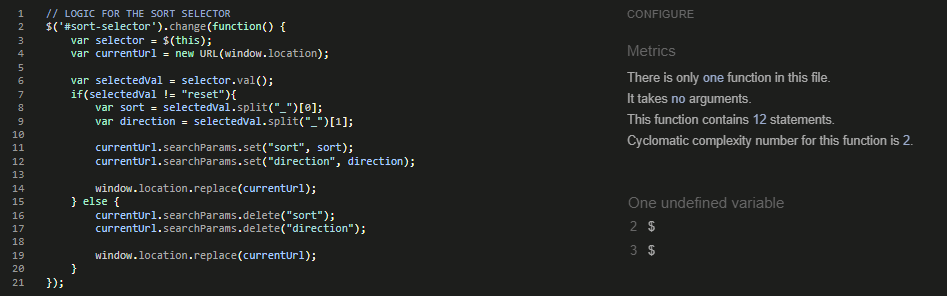 1 // LOGIC FOR THE SORT SELECTOR
2 $('#sort-selector').change(function() {
3 var selector = $(this);
4 var currentUrl = new URL(window.location);
5
6 var selectedVal = selector.val();
7 if(selectedVal != "reset"){
8 var sort = selectedVal.split("_")[0];
9 var direction = selectedVal.split("_")[1];
10
11 currentUrl.searchParams.set("sort", sort);
12 currentUrl.searchParams.set("direction", direction);
13
14 window.location.replace(currentUrl);
15 } else {
16 currentUrl.searchParams.delete("sort");
17 currentUrl.searchParams.delete("direction");
18
19 window.location.replace(currentUrl);
20 }
21 });
CONFIGURE
Metrics
There is only one function in this file.
It takes no arguments.
This function contains 12 statements.
Cyclomatic complexity number for this function is 2.
One undefined variable
2 $
3 $